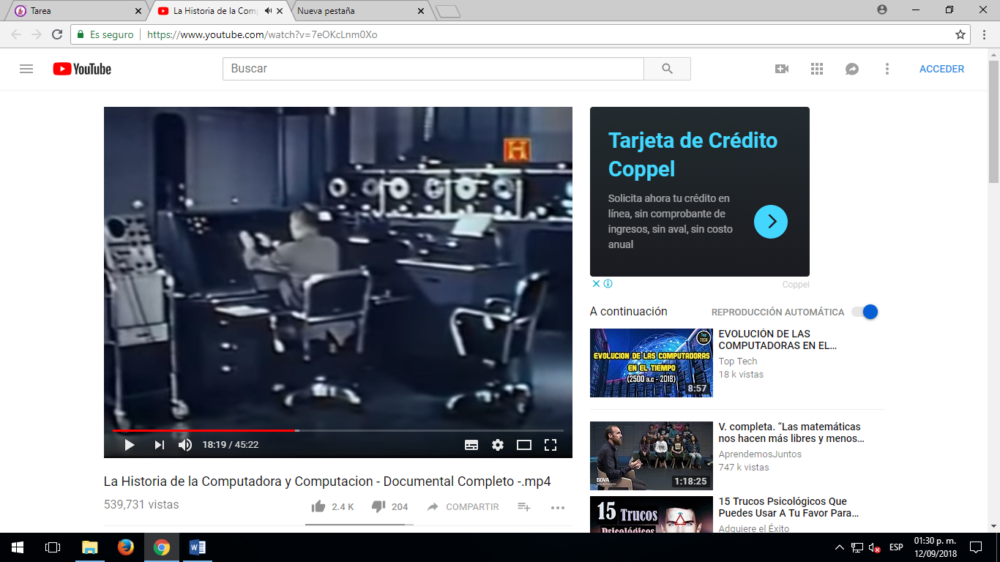 Tarea
La Historia de la Comp
Nueva pestaña
Es seguro
https://www.youtube.com/watch?v=7eOKcLnm0Xo
YouTube
Buscar
ACCEDER
H
18:19 / 45:22
La Historia de la Computadora y Computacion - Documental Completo -.mp4
539,731 vistas
2.4 K
204
COMPARTIR
Tarjeta de Crédito
Coppel
Solicita ahora tu crédito en
línea, sin comprobante de
ingresos, sin aval, sin costo
anual
Coppel
A continuación
REPRODUCCIÓN AUTOMÁTICA
Top
TECH
EVOLUCION DE LAS COMPUTADORAS
EN EL TIEMPO
(2500 a.c - 2018)
8:57
EVOLUCIÓN DE LAS
COMPUTADORAS EN EL...
Top Tech
18 k vistas
BBVA
1:18:25
V. completa. “Las matemáticas
nos hacen más libres y menos...
AprendemosJuntos
747 k vistas
15 Trucos
Psicológicos
15 Trucos Psicológicos Que
Puedes Usar A Tu Favor Para...
Adquiere el Éxito
ESP
01:30 p. m.
12/09/2018